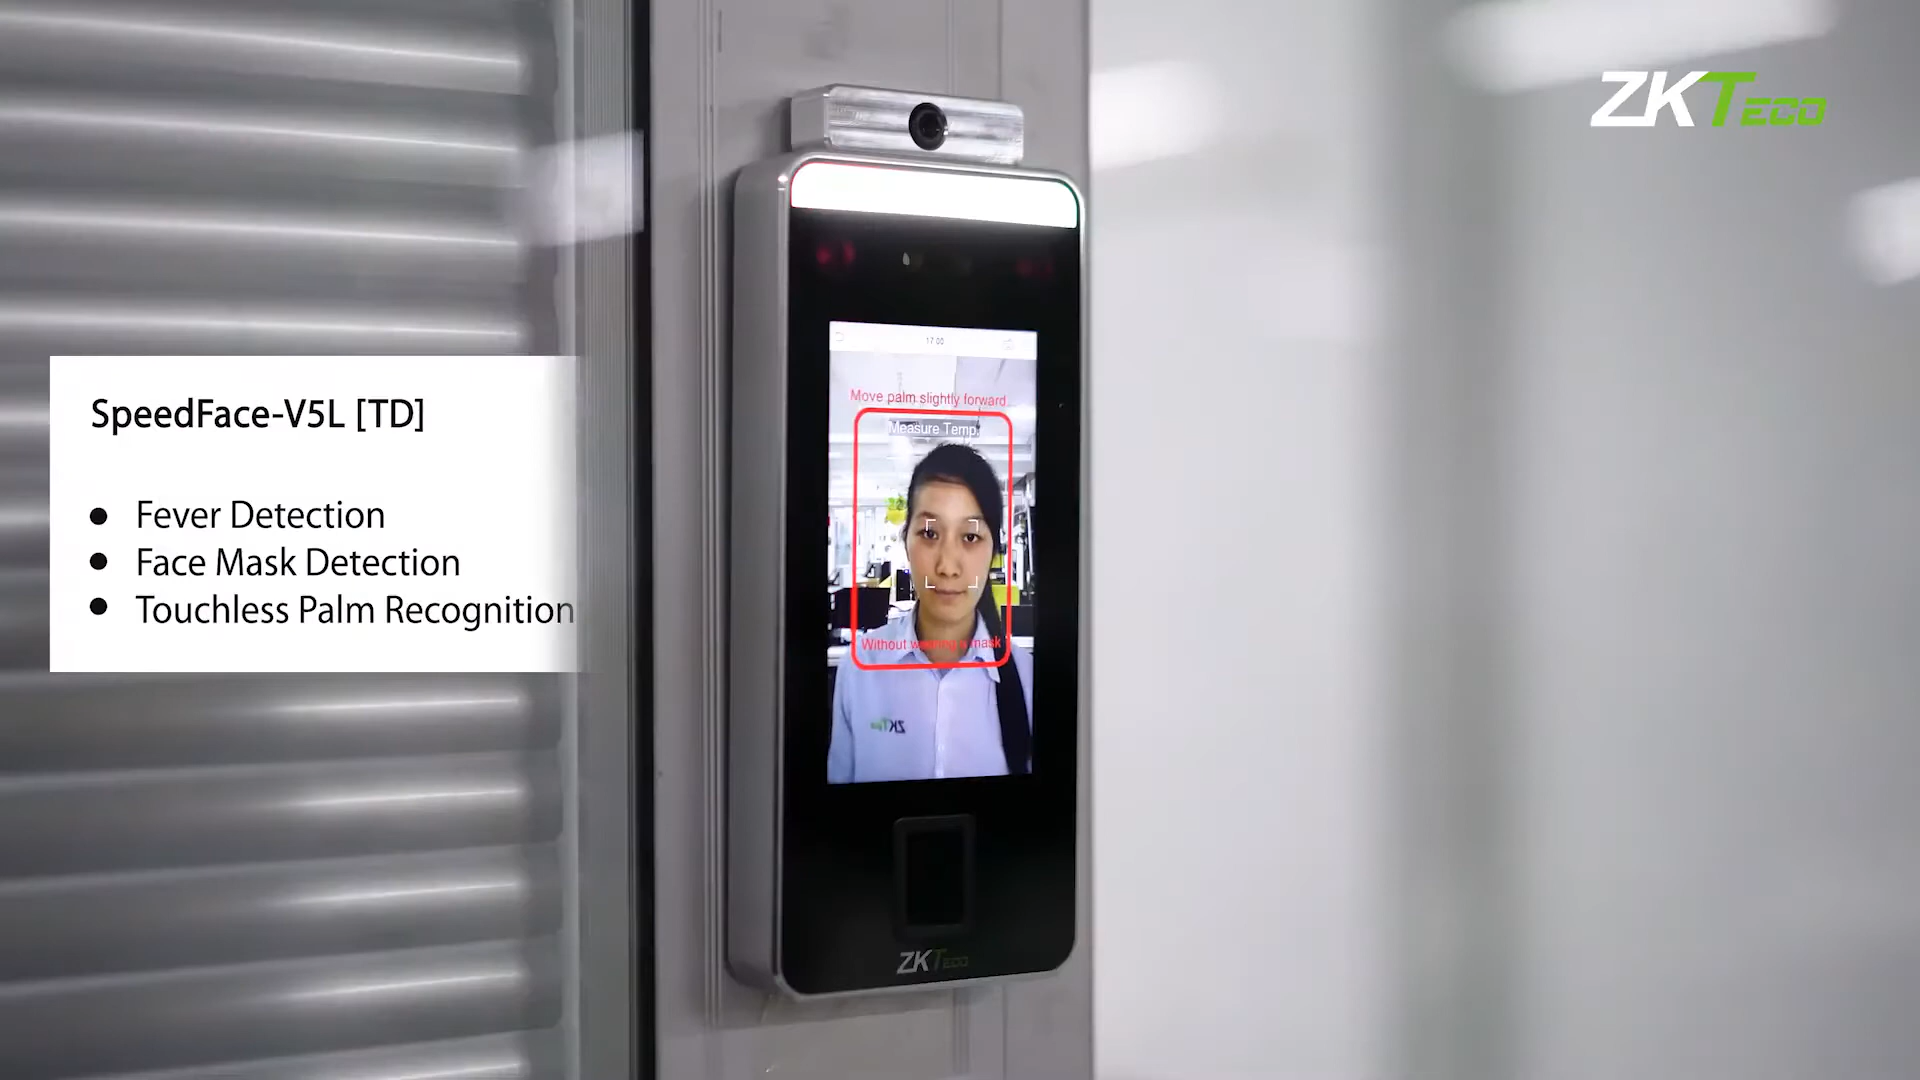 ZKTECO
SpeedFace-V5L [TD]
● Fever Detection
● Face Mask Detection
● Touchless Palm Recognition
17:00
Move palm slightly forward
Measure Temp.
Without wearing a mask
ZKTeco
ZKTECO